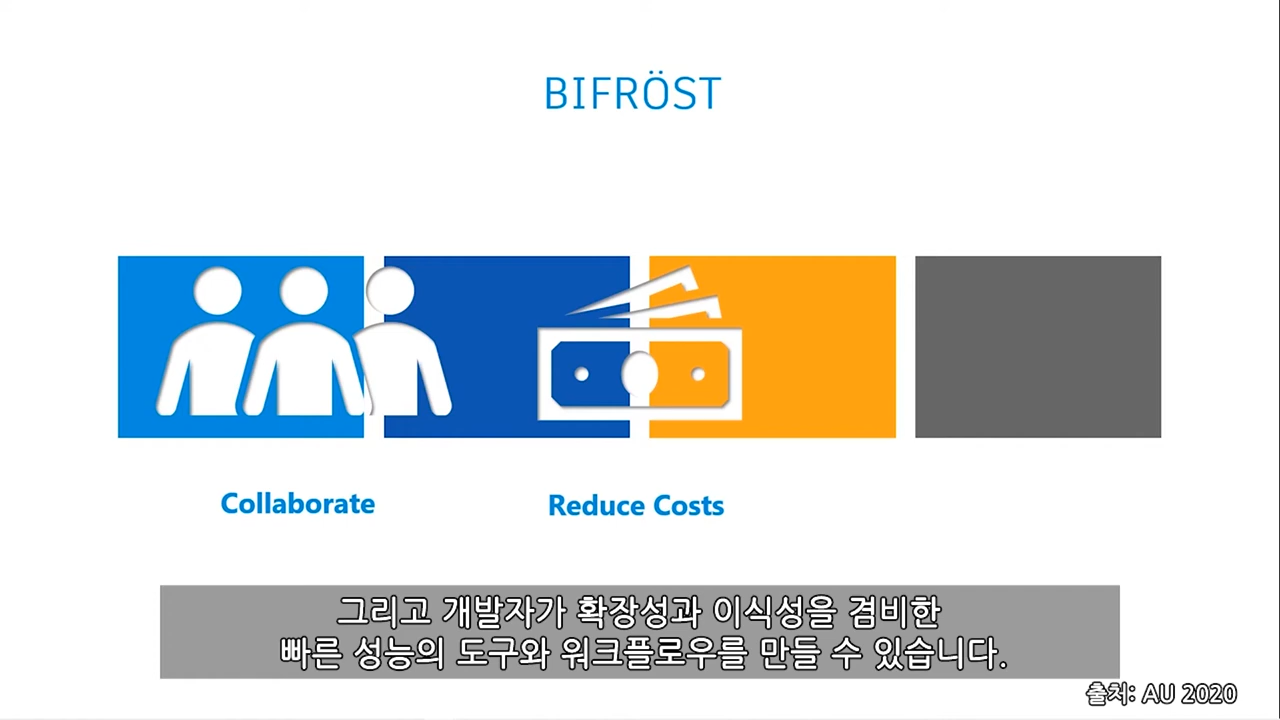 BIFRÖST
Collaborate
Reduce Costs
그리고 개발자가 확장성과 이식성을 겸비한
빠른 성능의 도구와 워크플로우를 만들 수 있습니다.
출처: AU 2020